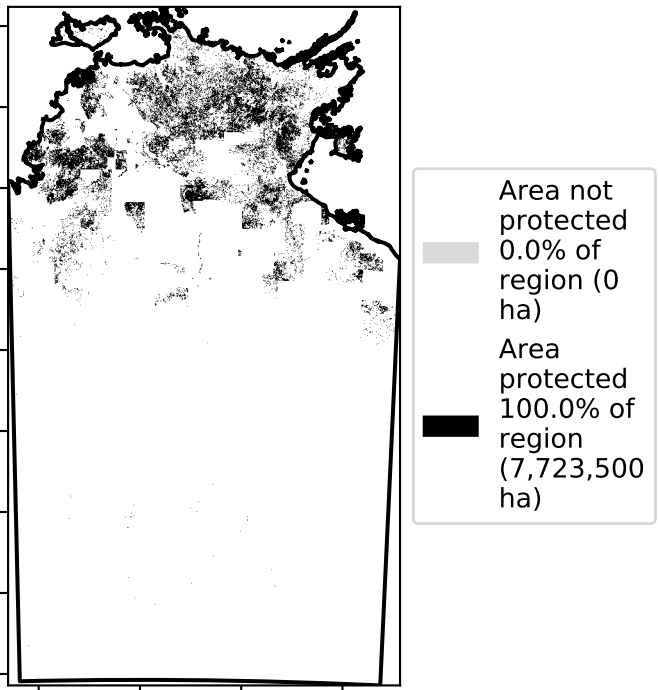 Area not
protected
0.0% of
region (0
ha)
Area
protected
100.0% of
region
(7,723,500
ha)